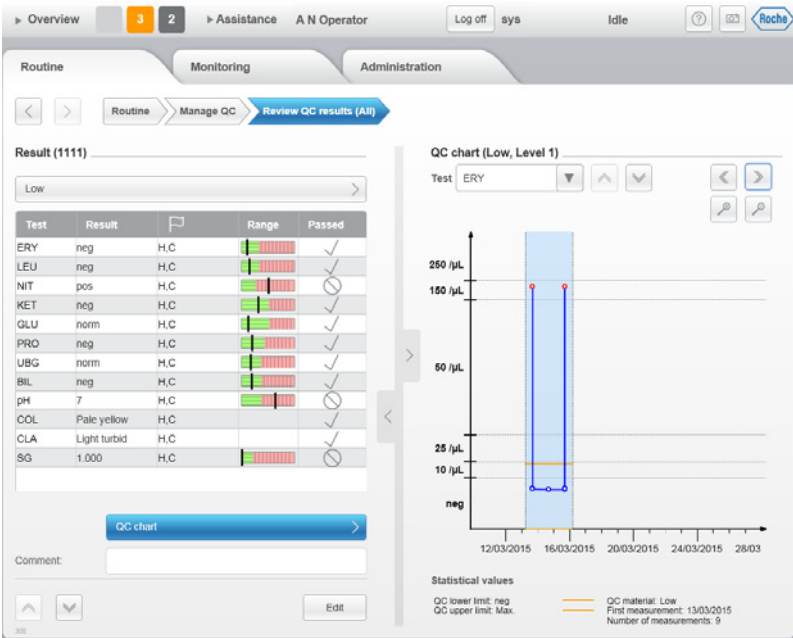 Overview 3 2 Assistance A N Operator Log off sys Idle Roche
Routine Monitoring Administration
Routine Manage QC Review QC results (All)
Result (1111)
Low
Test Result Range Passed
ERY neg H,C
LEU neg H,C
NIT pos H,C
KET neg H,C
GLU norm H,C
PRO neg H,C
UBG norm H,C
BIL neg H,C
pH 7 H,C
COL Pale yellow H,C
CLA Light turbid H,C
SG 1.000 H,C
QC chart
Comment:
Edit
QC chart (Low, Level 1)
Test ERY
250 /µL
150 /µL
50 /µL
25 /µL
10 /µL
neg
12/03/2015 16/03/2015 20/03/2015 24/03/2015 28/03
Statistical values
QC lower limit: neg
QC upper limit: Max.
QC material: Low
First measurement: 13/03/2015
Number of measurements: 9